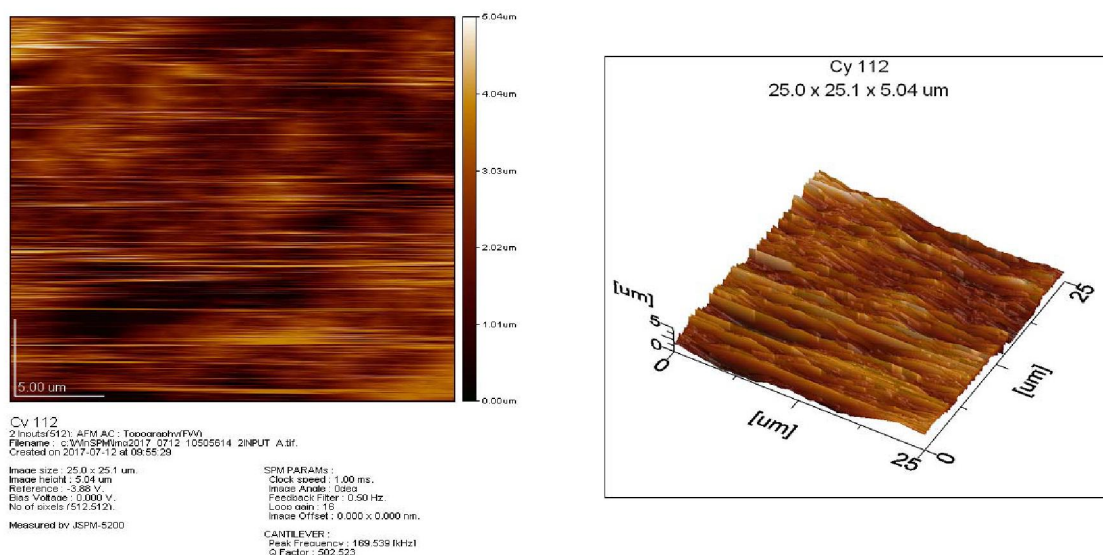 5.04um
4.04um
3.03um
2.02um
1.01um
0.00um
5.00 um
Cy 112
2 Inputs(512); AFM AC : Topography(FW)
Created on 2017-07-12 at 09:55:29
Image size : 25.0 x 25.1 um.
Image height : 5.04 um
Reference : -3.88 V.
Bias Voltage : 0.000 V.
No of pixels (512,512).
Measured by JSPM-5200
SPM PARAMs :
Clock speed : 1.00 ms.
Image Angle : 0deg
Feedback Filter : 0.50 Hz.
Loop gain : 16
Image Offset : 0.000 x 0.000 nm.
CANTILEVER :
Peak Frequency : 169.539 [kHz]
Q Factor : 502.523
Cy 112
25.0 x 25.1 x 5.04 um
[um]
5
0
0
[um]
25
0
[um]
25